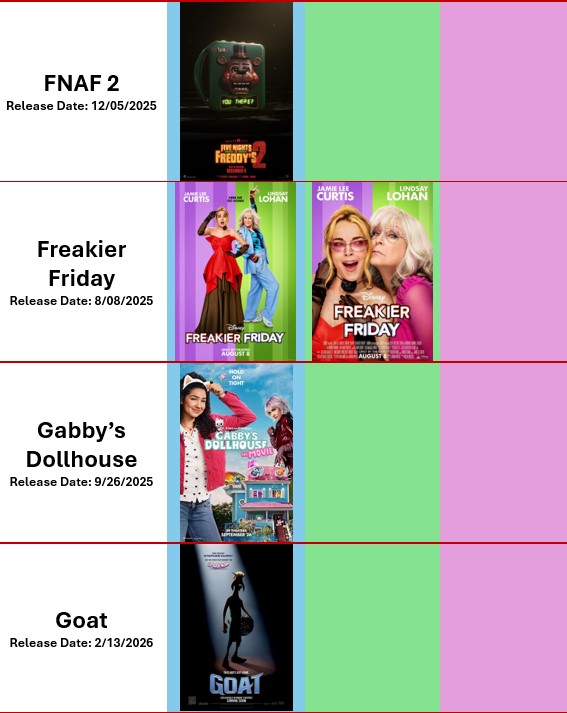 FNAF 2
Release Date: 12/05/2025
YOU THERE?
FIVE NIGHTS
FREDDY'S 2
DECEMBER 5
Freakier
Friday
Release Date: 8/08/2025
JAMIE LEE
CURTIS
LINDSAY
LOHAN
Disney
FREAKIER FRIDAY
AUGUST 8
JAMIE LEE
CURTIS
LINDSAY
LOHAN
Disney
FREAKIER
FRIDAY
AUGUST 8
Gabby's
Dollhouse
Release Date: 9/26/2025
HOLD
ON
TIGHT
GABBY'S
DOLLHOUSE
THE MOVIE
IN THEATERS
SEPTEMBER 26
Goat
Release Date: 2/13/2026
GOAT
COMING SOON